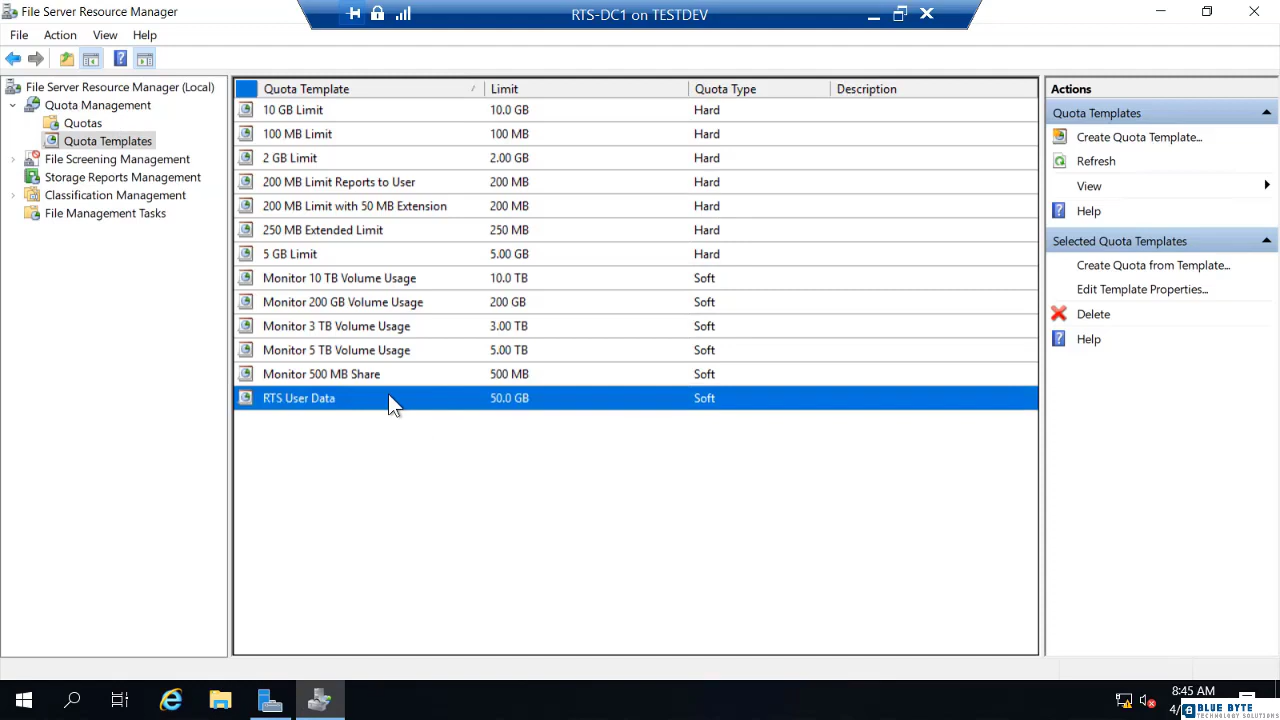 File Server Resource Manager
RTS-DC1 on TESTDEV
File Action View Help
File Server Resource Manager (Local)
Quota Management
Quotas
Quota Templates
File Screening Management
Storage Reports Management
Classification Management
File Management Tasks
Quota Template Limit Quota Type Description
10 GB Limit 10.0 GB Hard
100 MB Limit 100 MB Hard
2 GB Limit 2.00 GB Hard
200 MB Limit Reports to User 200 MB Hard
200 MB Limit with 50 MB Extension 200 MB Hard
250 MB Extended Limit 250 MB Hard
5 GB Limit 5.00 GB Hard
Monitor 10 TB Volume Usage 10.0 TB Soft
Monitor 200 GB Volume Usage 200 GB Soft
Monitor 3 TB Volume Usage 3.00 TB Soft
Monitor 5 TB Volume Usage 5.00 TB Soft
Monitor 500 MB Share 500 MB Soft
RTS User Data 50.0 GB Soft
Actions
Quota Templates
Create Quota Template...
Refresh
View
Help
Selected Quota Templates
Create Quota from Template...
Edit Template Properties...
Delete
Help
8:45 AM
BLUE BYTE
TECHNOLOGY SOLUTIONS